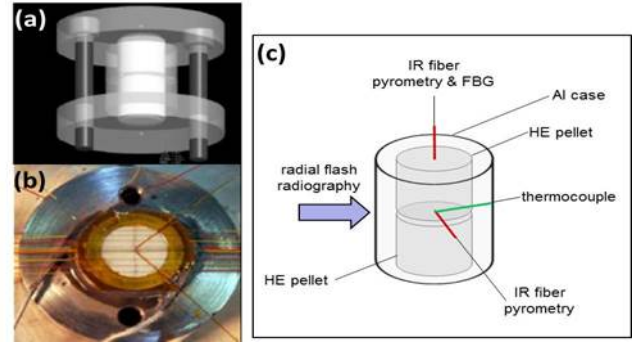 (a)
(b)
(c)
IR fiber
pyrometry & FBG
Al case
HE pellet
radial flash
radiography
thermocouple
HE pellet
IR fiber
pyrometry